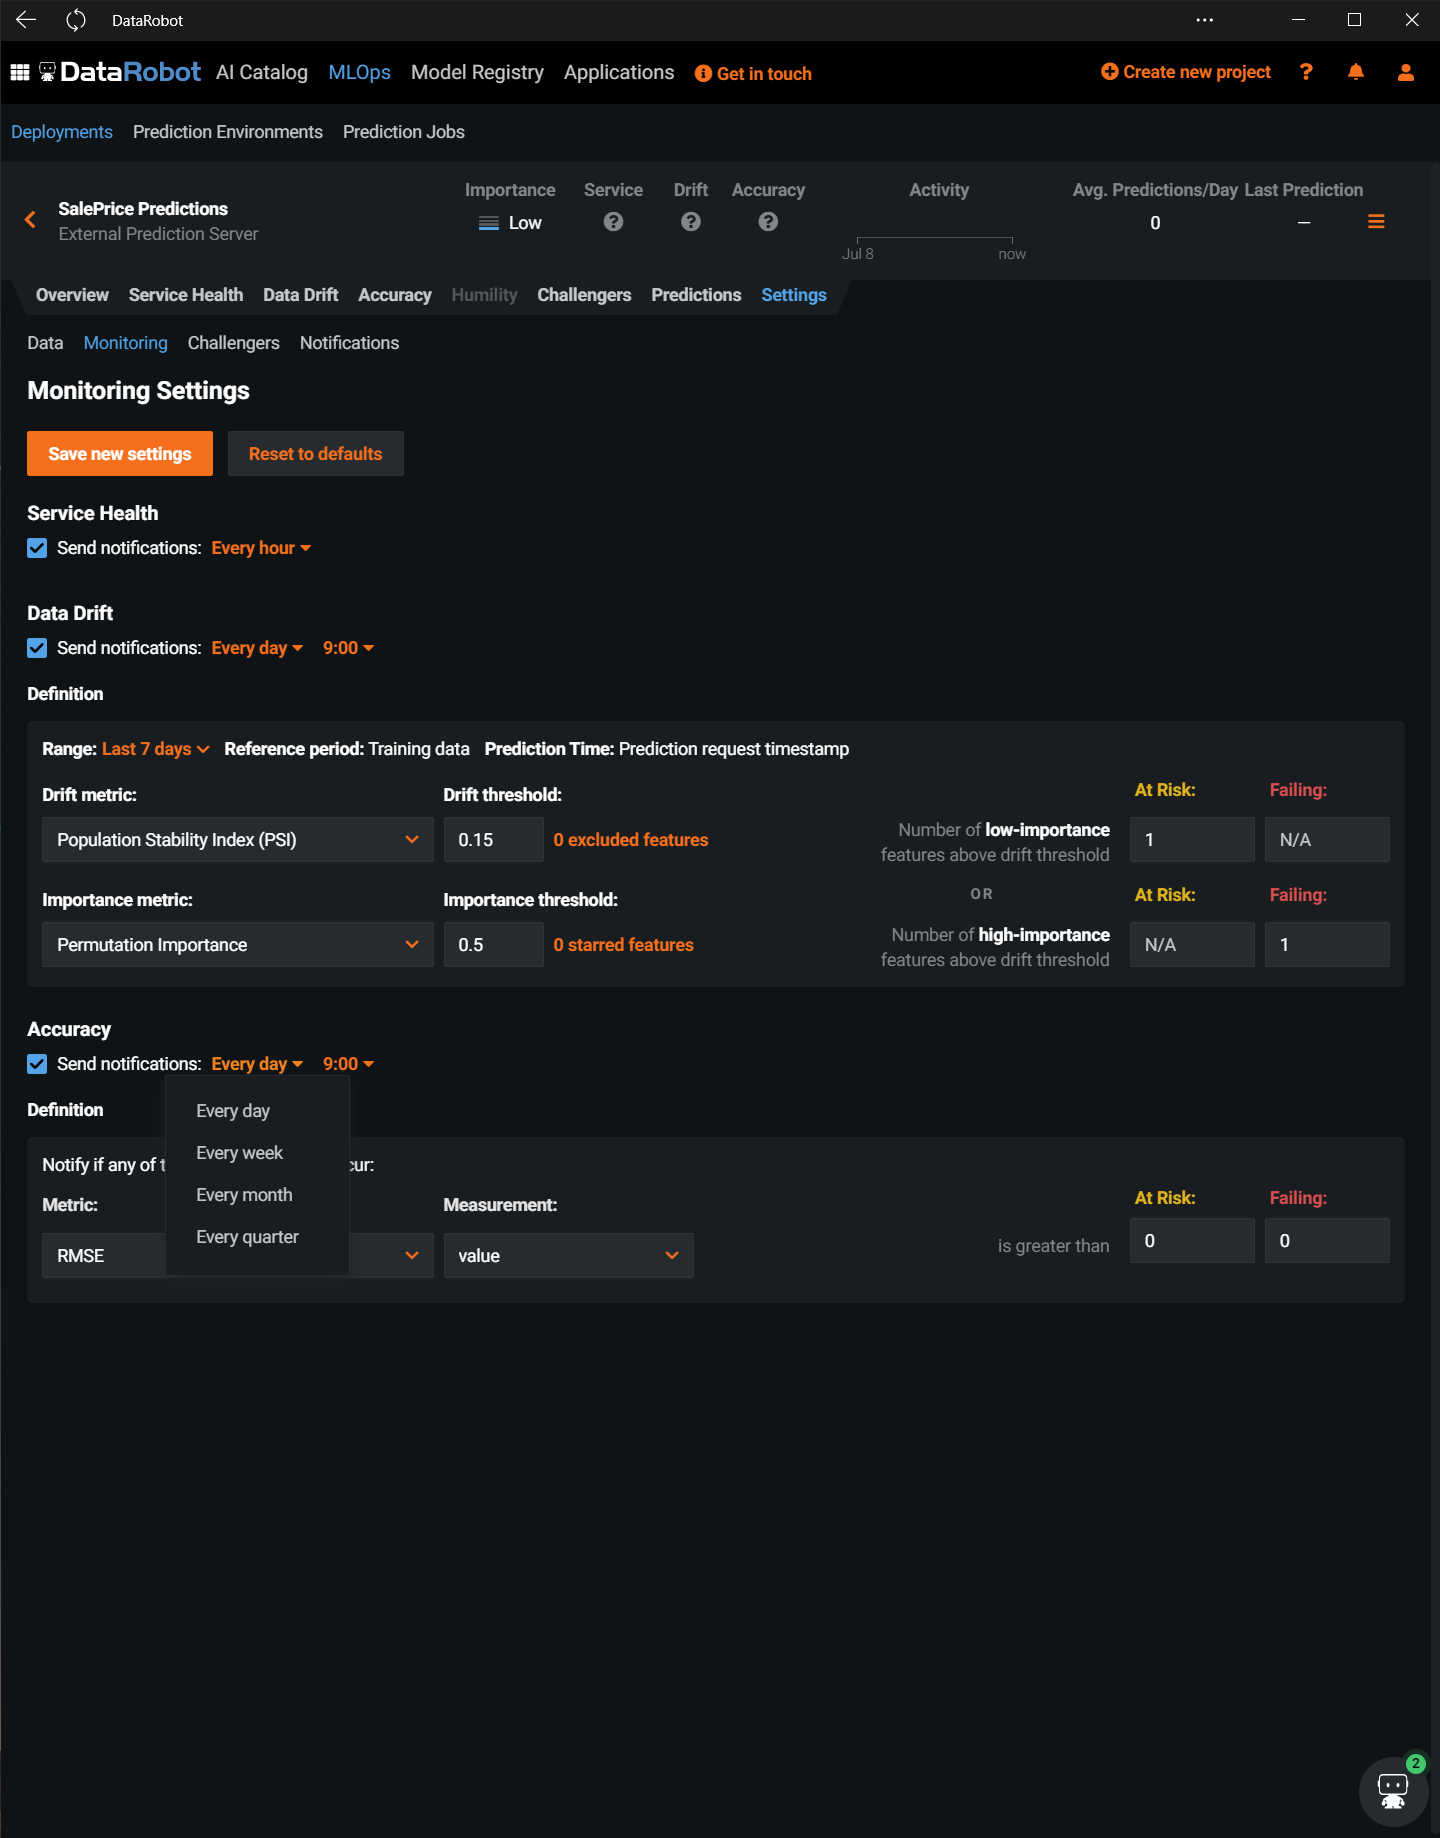 DataRobot
DataRobot AI Catalog MLOps Model Registry Applications Get in touch Create new project ?
Deployments Prediction Environments Prediction Jobs
Importance Service Drift Accuracy Activity Avg. Predictions/Day Last Prediction
SalePrice Predictions
External Prediction Server
Low ? ? ? 0 —
Jul 8 now
Overview Service Health Data Drift Accuracy Humility Challengers Predictions Settings
Data Monitoring Challengers Notifications
Monitoring Settings
Save new settings Reset to defaults
Service Health
Send notifications: Every hour
Data Drift
Send notifications: Every day 9:00
Definition
Range: Last 7 days Reference period: Training data Prediction Time: Prediction request timestamp
Drift metric: Drift threshold: At Risk: Failing:
Population Stability Index (PSI) 0.15 0 excluded features Number of low-importance features above drift threshold 1 N/A
OR
Importance metric: Importance threshold: At Risk: Failing:
Permutation Importance 0.5 0 starred features Number of high-importance features above drift threshold N/A 1
Accuracy
Send notifications: Every day 9:00
Definition
Every day
Every week
Every month
Every quarter
Notify if any of t cur:
Metric: Measurement: At Risk: Failing:
RMSE value is greater than 0 0
2